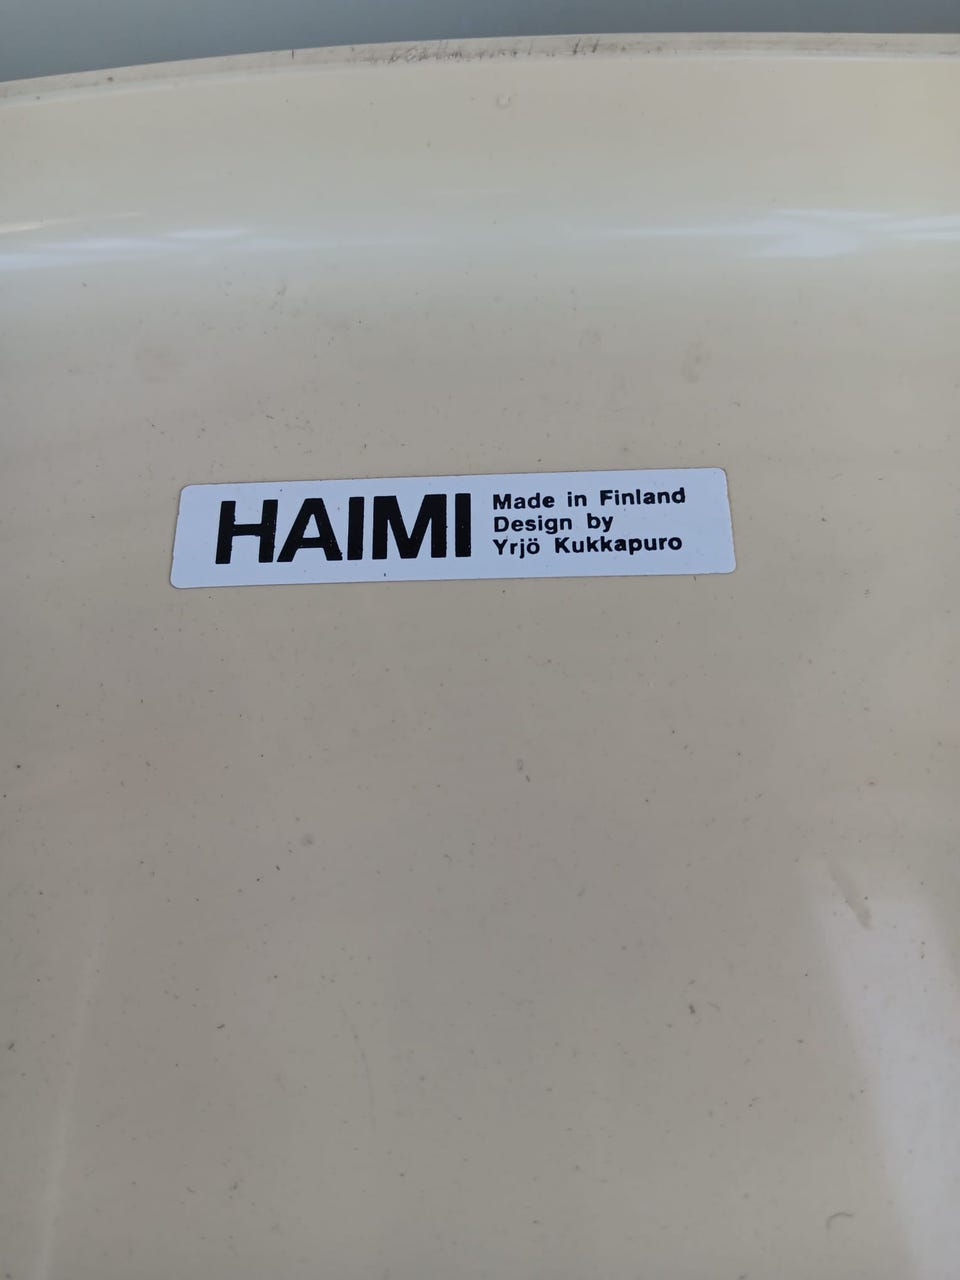 HAIMI
Made in Finland
Design by
Yrjö Kukkapuro